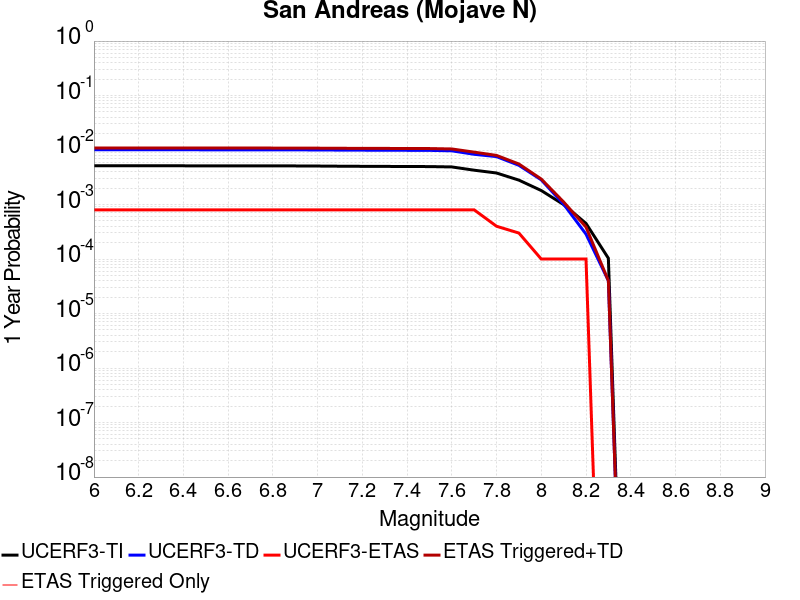 San Andreas (Mojave N)
10^0
10^-1
10^-2
10^-3
10^-4
10^-5
10^-6
10^-7
10^-8
1 Year Probability
6 6.2 6.4 6.6 6.8 7 7.2 7.4 7.6 7.8 8 8.2 8.4 8.6 8.8 9
Magnitude
UCERF3-TI UCERF3-TD UCERF3-ETAS ETAS Triggered+TD
ETAS Triggered Only